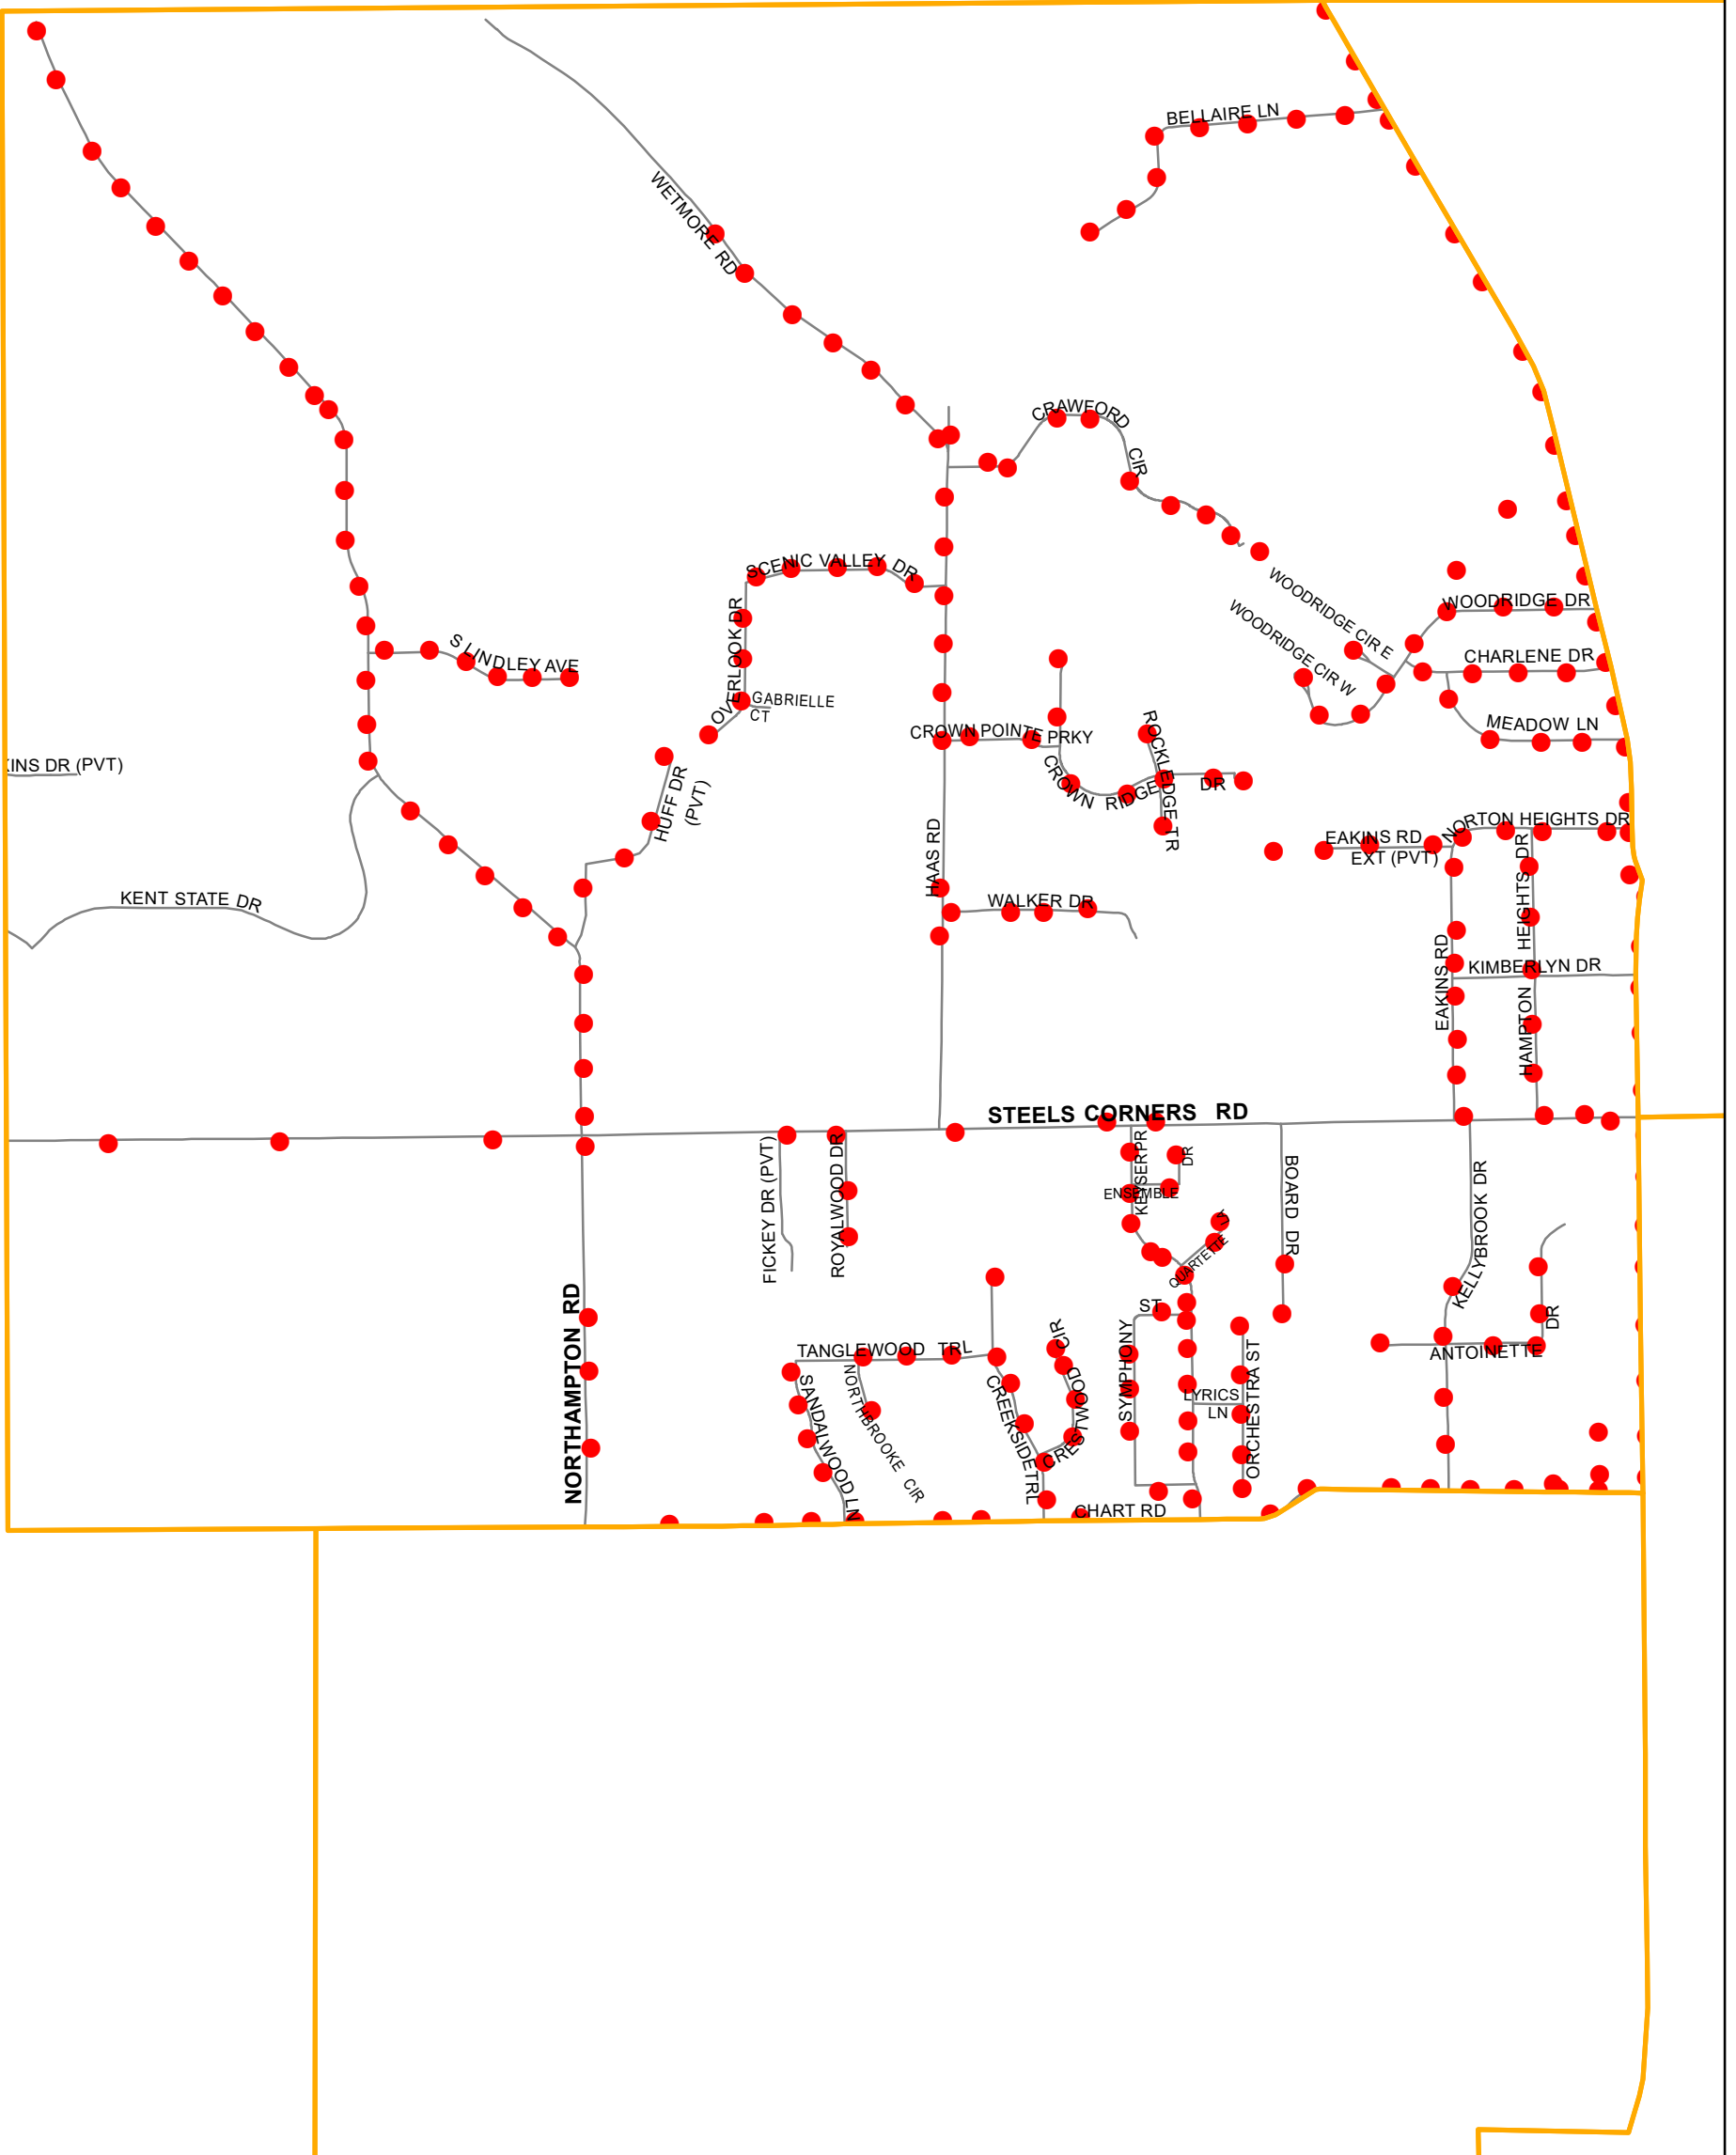 BELLAIRE LN
WETMORE RD
CRAWFORD CIR
SCENIC VALLEY DR
OVERLOOK DR
GABRIELLE
CT
S LINDLEY AVE
WOODRIDGE CIR E
WOODRIDGE CIR W
WOODRIDGE DR
CHARLENE DR
MEADOW LN
CROWN POINTE PRKY
ROCKLEDGE TR
CROWN RIDGE DR
KINS DR (PVT)
HUFF DR
(PVT)
HAAS RD
NORTON HEIGHTS DR
EAKINS RD
EXT (PVT)
KENT STATE DR
WALKER DR
EAKINS RD
HAMPTON HEIGHTS DR
KIMBERLYN DR
STEELS CORNERS RD
FICKEY DR (PVT)
ROYALWOOD DR
KEYSER PR
ENSEMBLE DR
BOARD DR
KELLYBROOK DR
QUARTETTE
NORTHAMPTON RD
TANGLEWOOD TRL
SANDALWOOD LN
NORTHBROOKE CIR
CREEKSIDE TRL
CRESTWOOD CIR
SYMPHONY ST
LYRICS
LN
ORCHESTRA ST
ANTOINETTE DR
CHART RD